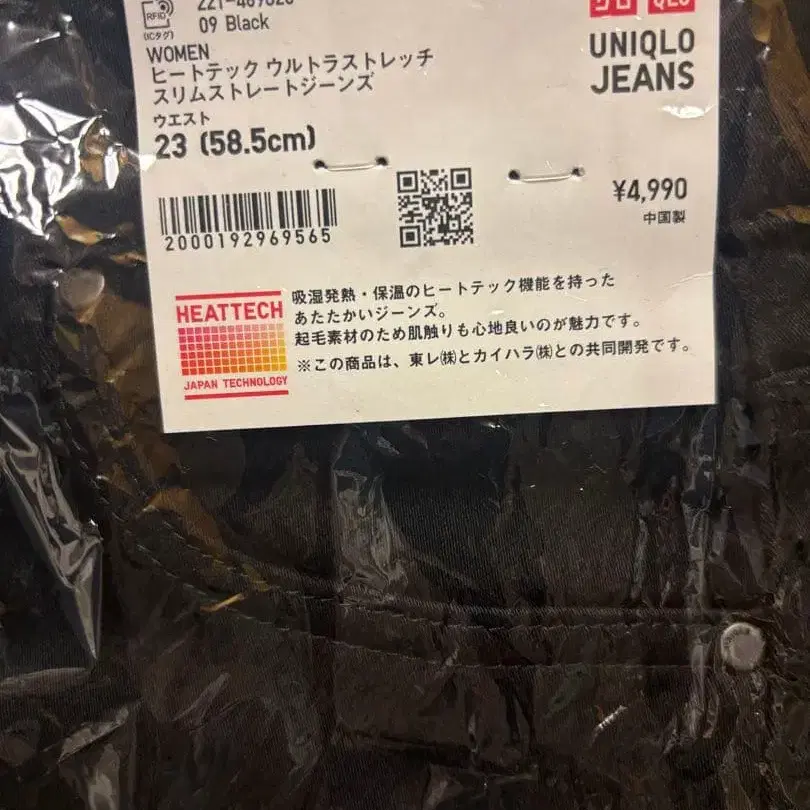 RFID
(ICタグ)
09 Black
WOMEN
ヒートテック ウルトラストレッチ
スリムストレートジーンズ
ウエスト
23 (58.5cm)
2000192969565
UNIQLO
JEANS
¥4,990
中国製
HEATTECH
JAPAN TECHNOLOGY
吸湿発熱・保温のヒートテック機能を持った
あたたかいジーンズ。
起毛素材のため肌触りも心地良いのが魅力です。
※この商品は、東レ㈱とカイハラ㈱との共同開発です。